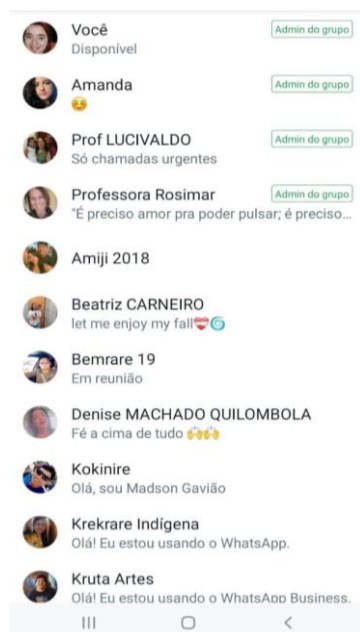 Você
Admin do grupo
Disponível
Amanda
Admin do grupo
Prof LUCIVALDO
Admin do grupo
Só chamadas urgentes
Professora Rosimar
Admin do grupo
"É preciso amor pra poder pulsar; é preciso...
Amiji 2018
Beatriz CARNEIRO
let me enjoy my fall
Bemrare 19
Em reunião
Denise MACHADO QUILOMBOLA
Fé a cima de tudo
Kokinire
Olá, sou Madson Gavião
Krekrare Indígena
Olá! Eu estou usando o WhatsApp.
Kruta Artes
Olá! Eu estou usando o WhatsApp Business.